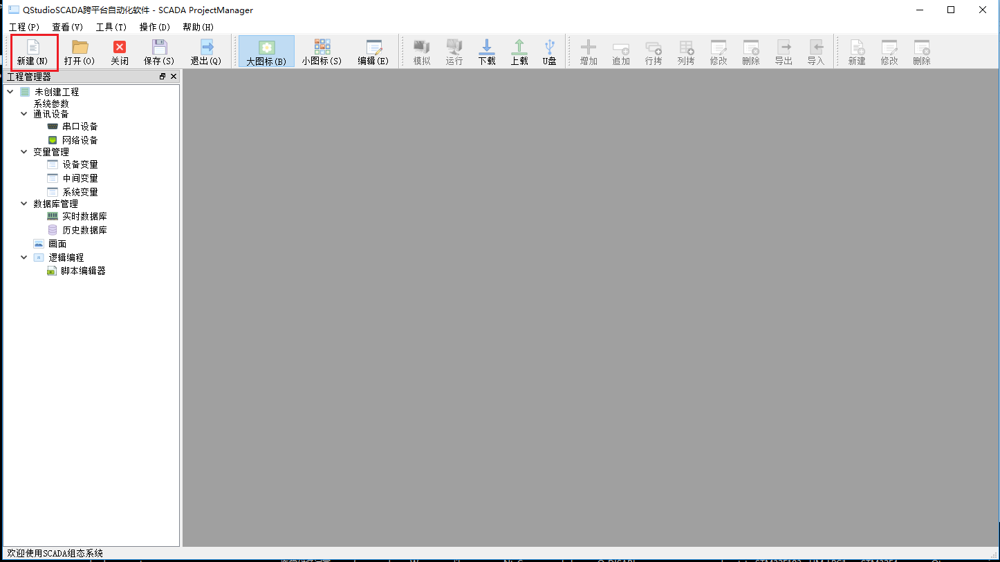 QStudioSCADA跨平台自动化软件 - SCADA ProjectManager
工程(P) 查看(V) 工具(T) 操作(D) 帮助(H)
新建(N) 打开(O) 关闭 保存(S) 退出(Q) 大图标(B) 小图标(S) 编辑(E) 模拟 运行 下载 上载 U盘 增加 追加 行拷 列拷 修改 删除 导出 导入 新建 修改 删除
工程管理器
未创建工程
系统参数
通讯设备
串口设备
网络设备
变量管理
设备变量
中间变量
系统变量
数据库管理
实时数据库
历史数据库
画面
逻辑编程
脚本编辑器
欢迎使用SCADA组态系统